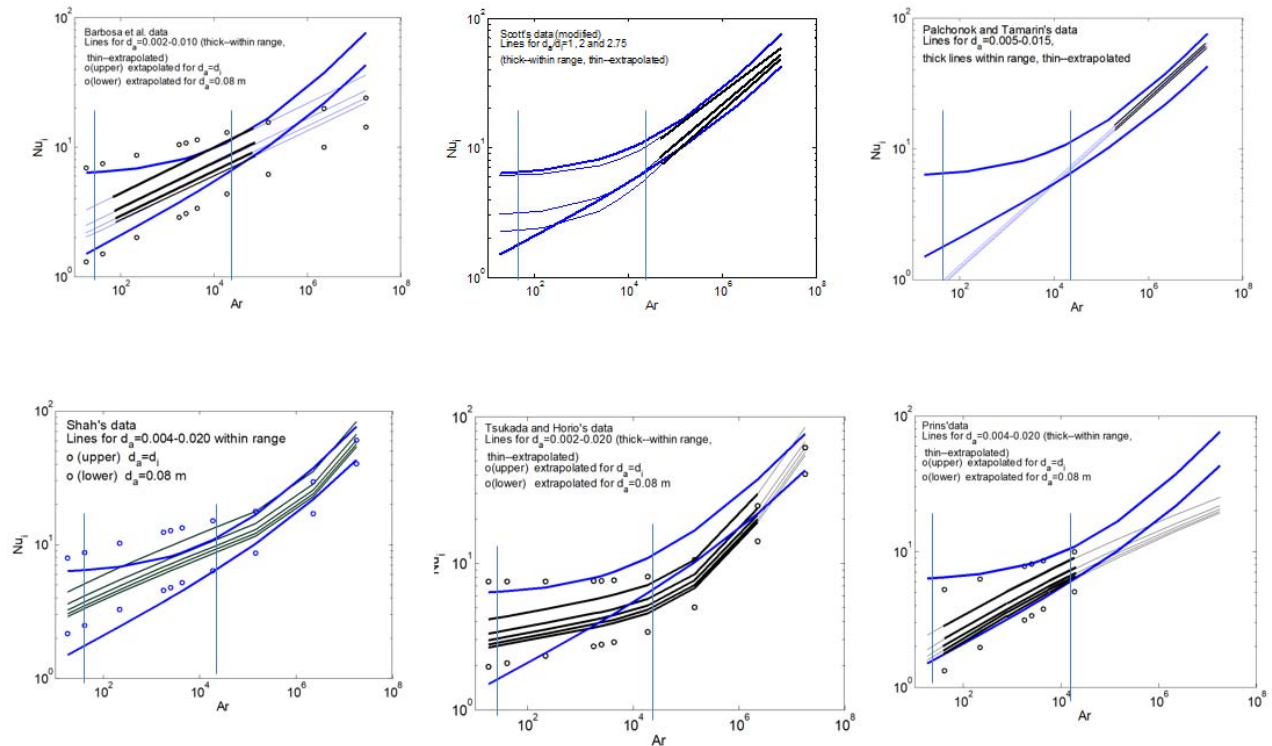 Barbosa et al. data
Lines for da=0.002-0.010 (thick--within range,
thin--extrapolated)
o(upper) extapolated for da=di
o(lower) extrapolated for da=0.08 m
10^2
10^1
10^0
Nui
10^2 10^4 10^6 10^8
Ar
Scott's data (modified)
Lines for da/di=1, 2 and 2.75
(thick--within range, thin--extrapolated)
10^2
10^1
10^0
Nui
10^2 10^4 10^6 10^8
Ar
Palchonok and Tamarin's data
Lines for da=0.005-0.015,
thick lines within range, thin--extrapolated
10^2
10^1
10^0
Nui
10^2 10^4 10^6 10^8
Ar
Shah's data
Lines for da=0.004-0.020 within range
o (upper) da=di
o (lower) da=0.08 m
10^2
10^1
10^0
Nui
10^2 10^4 10^6 10^8
Ar
Tsukada and Horio's data
Lines for da=0.002-0.020 (thick--within range,
thin--extrapolated)
o(upper) extrapolated for da=di
o(lower) extrapolated for da=0.08 m
10^2
10^1
10^0
Nui
10^2 10^4 10^6 10^8
Ar
Prins'data
Lines for da=0.004-0.020 (thick--within range,
thin--extrapolated)
o(upper) extrapolated for da=di
o(lower) extrapolated for da=0.08 m
10^2
10^1
10^0
Nui
10^2 10^4 10^6 10^8
Ar